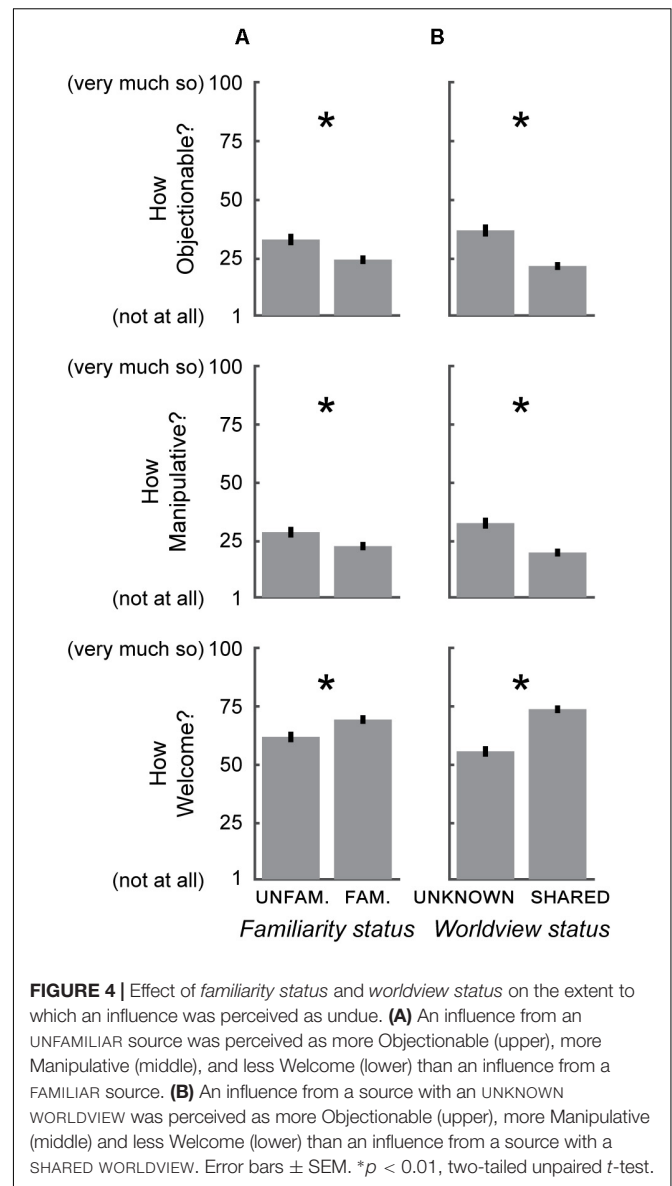 A B
(very much so) 100
75
50
25
(not at all) 1
How
Objectionable?
* *
(very much so) 100
75
50
25
(not at all) 1
How
Manipulative?
* *
(very much so) 100
75
50
25
(not at all) 1
How
Welcome?
* *
UNFAM. FAM. UNKNOWN SHARED
Familiarity status Worldview status
FIGURE 4 | Effect of familiarity status and worldview status on the extent to
which an influence was perceived as undue. (A) An influence from an
UNFAMILIAR source was perceived as more Objectionable (upper), more
Manipulative (middle), and less Welcome (lower) than an influence from a
FAMILIAR source. (B) An influence from a source with an UNKNOWN
WORLDVIEW was perceived as more Objectionable (upper), more Manipulative
(middle) and less Welcome (lower) than an influence from a source with a
SHARED WORLDVIEW. Error bars ± SEM. *p < 0.01, two-tailed unpaired t-test.